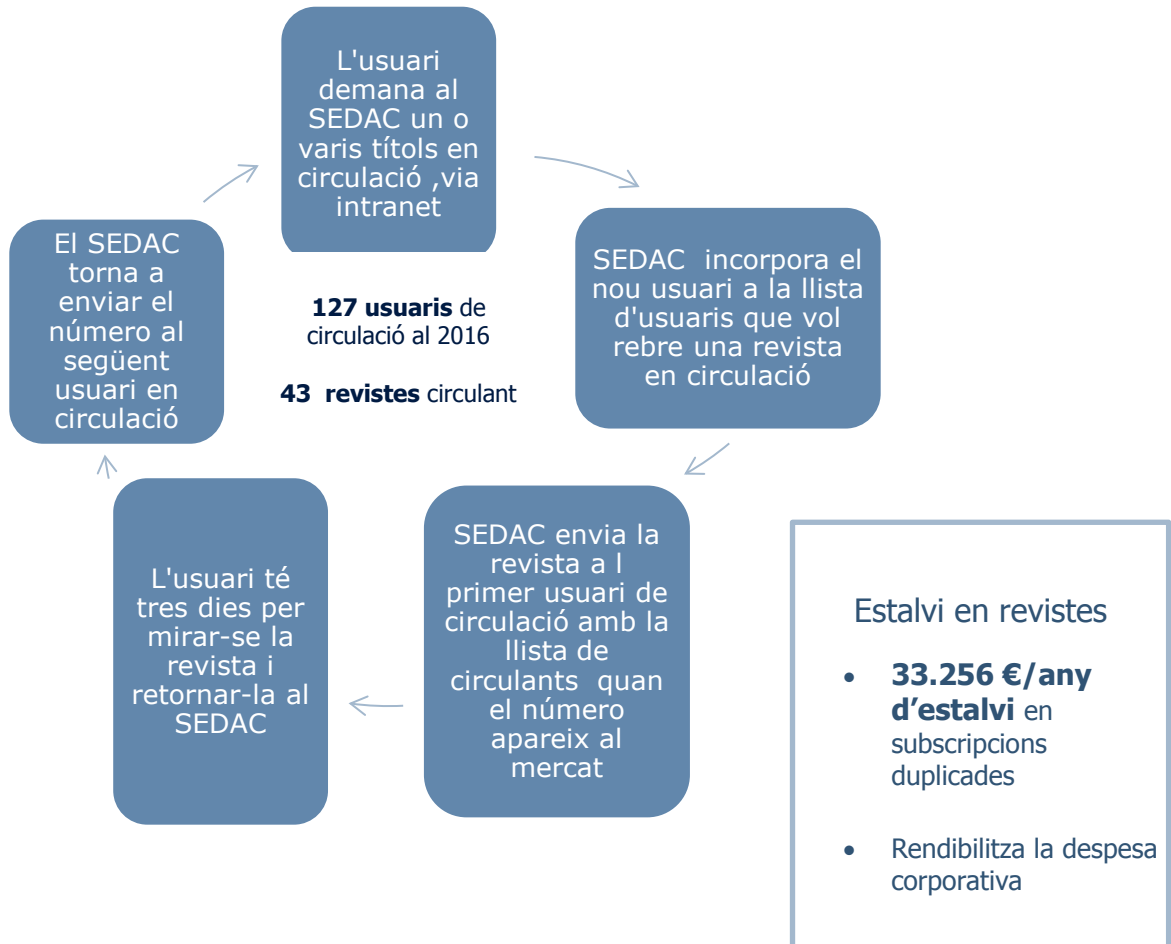 L'usuari
demana al
SEDAC un o
varis títols en
circulació ,via
intranet
SEDAC incorpora el
nou usuari a la llista
d'usuaris que vol
rebre una revista
en circulació
SEDAC envia la
revista a l
primer usuari de
circulació amb la
llista de
circulants quan
el número
apareix al
mercat
L'usuari té
tres dies per
mirar-se la
revista i
retornar-la al
SEDAC
El SEDAC
torna a
enviar el
número al
següent
usuari en
circulació
127 usuaris de
circulació al 2016
43 revistes circulant
Estalvi en revistes
• 33.256 €/any
d’estalvi en
subscripcions
duplicades
• Rendibilitza la despesa
corporativa